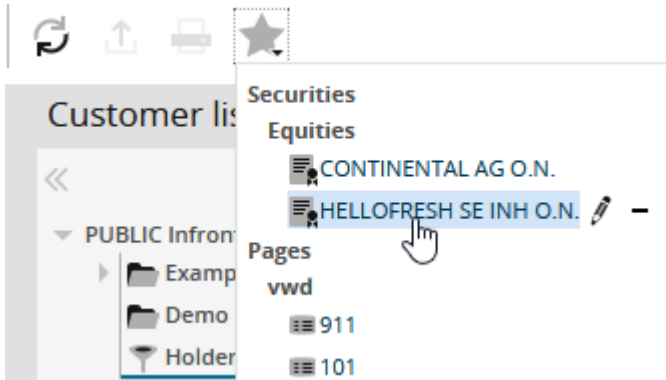 Customer lis
PUBLIC Infron
Examp
Demo
Holder
Securities
Equities
CONTINENTAL AG O.N.
HELLOFRESH SE INH O.N.
Pages
vwd
911
101